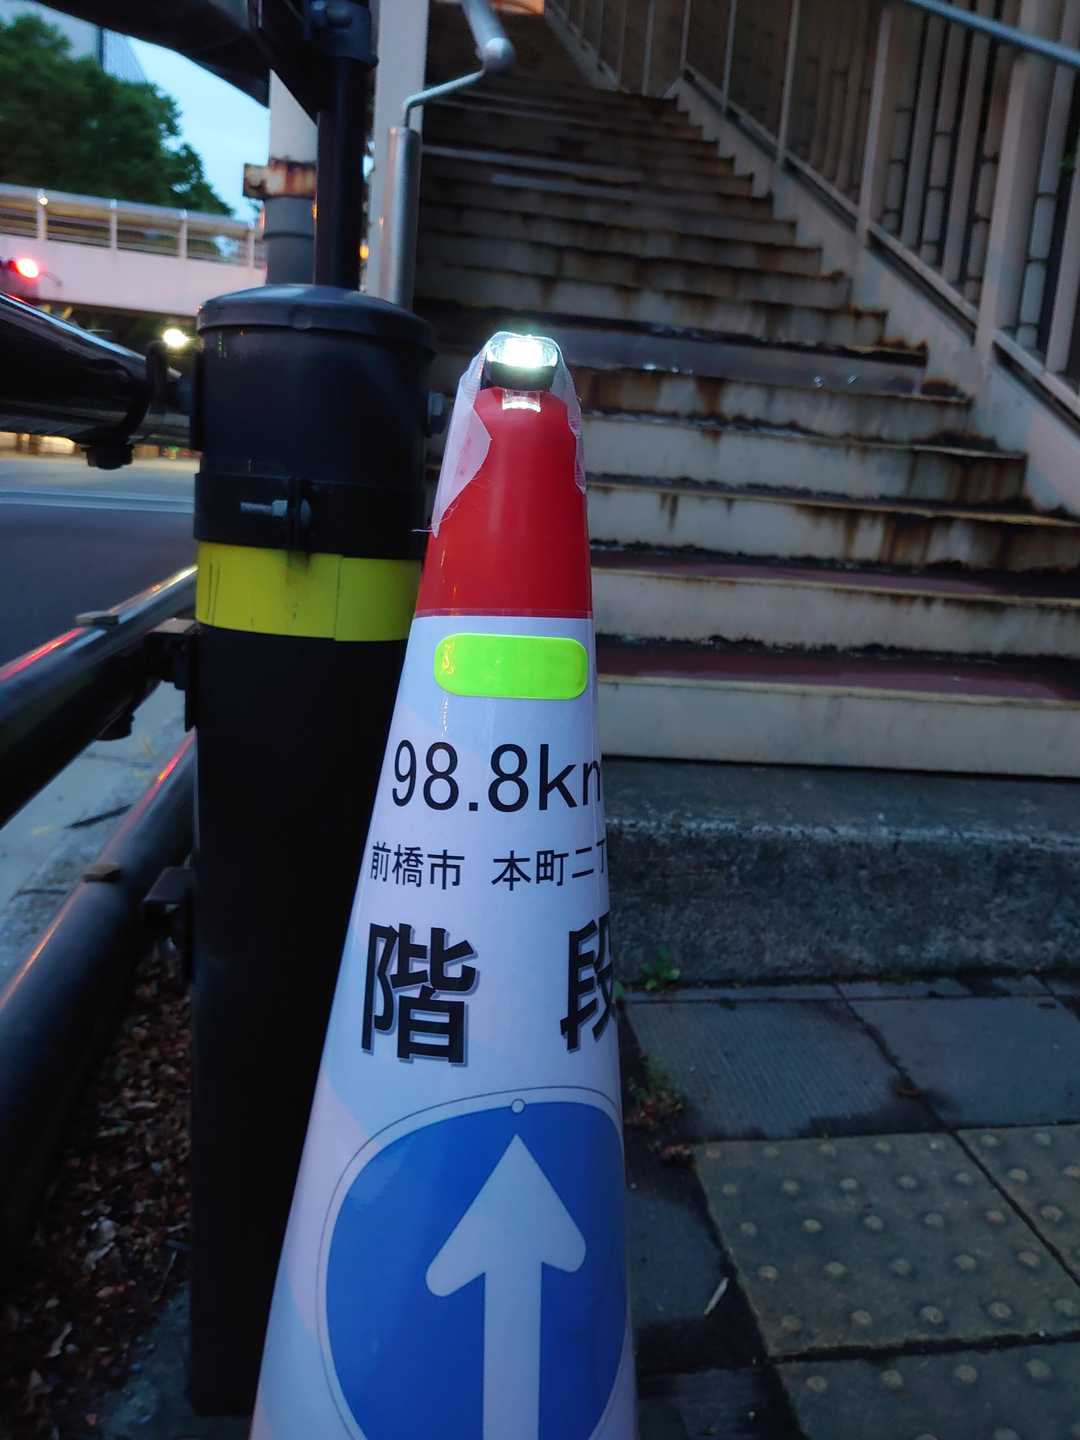 98.8km
前橋市 本町二丁
階 段